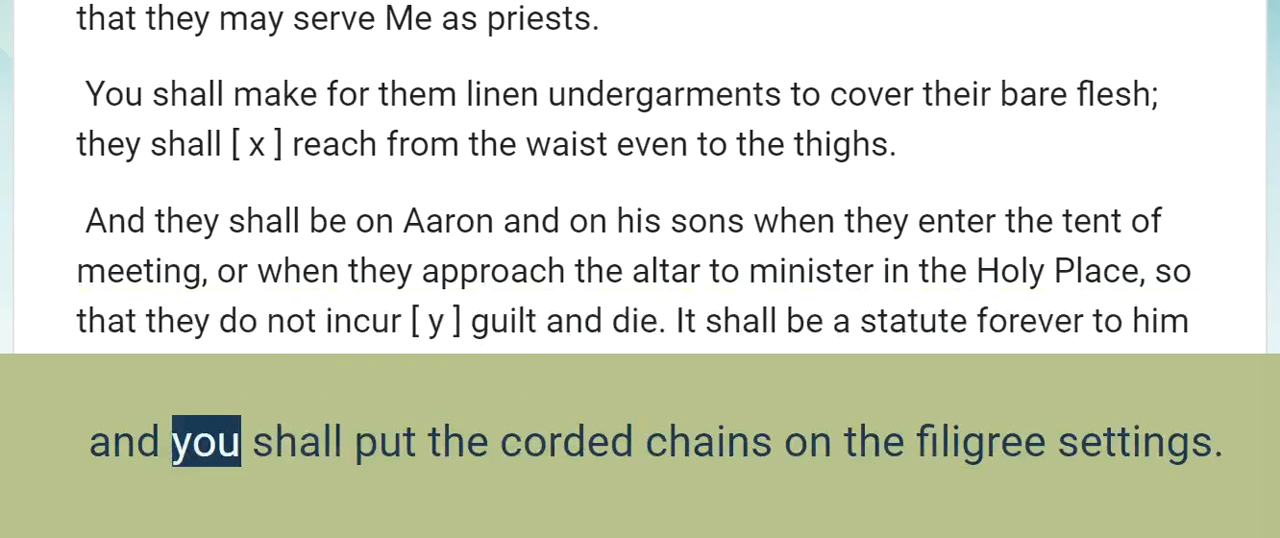 that they may serve Me as priests.
You shall make for them linen undergarments to cover their bare flesh;
they shall [ x ] reach from the waist even to the thighs.
And they shall be on Aaron and on his sons when they enter the tent of
meeting, or when they approach the altar to minister in the Holy Place, so
that they do not incur [ y ] guilt and die. It shall be a statute forever to him
and you shall put the corded chains on the filigree settings.